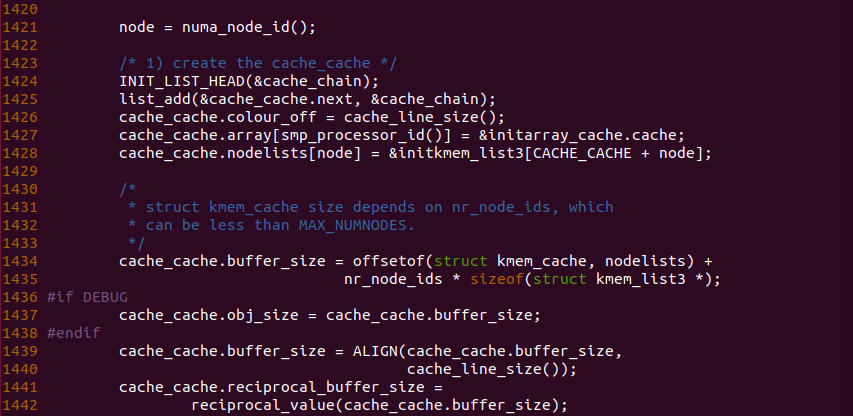 1420
1421         node = numa_node_id();
1422
1423         /* 1) create the cache_cache */
1424         INIT_LIST_HEAD(&cache_chain);
1425         list_add(&cache_cache.next, &cache_chain);
1426         cache_cache.colour_off = cache_line_size();
1427         cache_cache.array[smp_processor_id()] = &initarray_cache.cache;
1428         cache_cache.nodelists[node] = &initkmem_list3[CACHE_CACHE + node];
1429
1430         /*
1431          * struct kmem_cache size depends on nr_node_ids, which
1432          * can be less than MAX_NUMNODES.
1433          */
1434         cache_cache.buffer_size = offsetof(struct kmem_cache, nodelists) +
1435                                  nr_node_ids * sizeof(struct kmem_list3 *);
1436 #if DEBUG
1437         cache_cache.obj_size = cache_cache.buffer_size;
1438 #endif
1439         cache_cache.buffer_size = ALIGN(cache_cache.buffer_size,
1440                                         cache_line_size());
1441         cache_cache.reciprocal_buffer_size =
1442                 reciprocal_value(cache_cache.buffer_size);